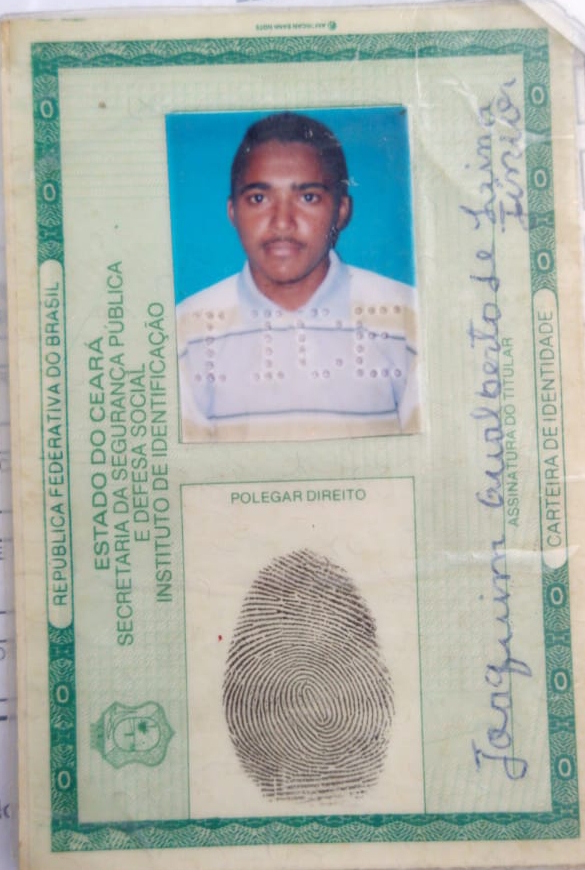 REPÚBLICA FEDERATIVA DO BRASIL
ESTADO DO CEARÁ
SECRETARIA DA SEGURANÇA PÚBLICA
E DEFESA SOCIAL
INSTITUTO DE IDENTIFICAÇÃO
POLEGAR DIREITO
Joaquim Gualberto de Lima
Júnior
ASSINATURA DO TITULAR
CARTEIRA DE IDENTIDADE